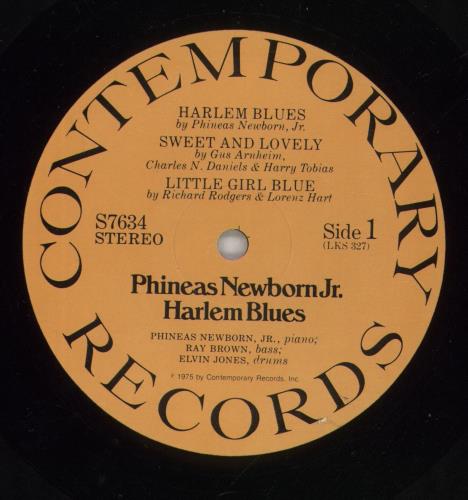 CONTEMPORARY
RECORDS
HARLEM BLUES
by Phineas Newborn, Jr.
SWEET AND LOVELY
by Gus Arnheim,
Charles N. Daniels & Harry Tobias
LITTLE GIRL BLUE
by Richard Rodgers & Lorenz Hart
S7634
STEREO
Side 1
(LKS 327)
Phineas Newborn Jr.
Harlem Blues
PHINEAS NEWBORN, JR., piano;
RAY BROWN, bass;
ELVIN JONES, drums
℗ 1975 by Contemporary Records, Inc.